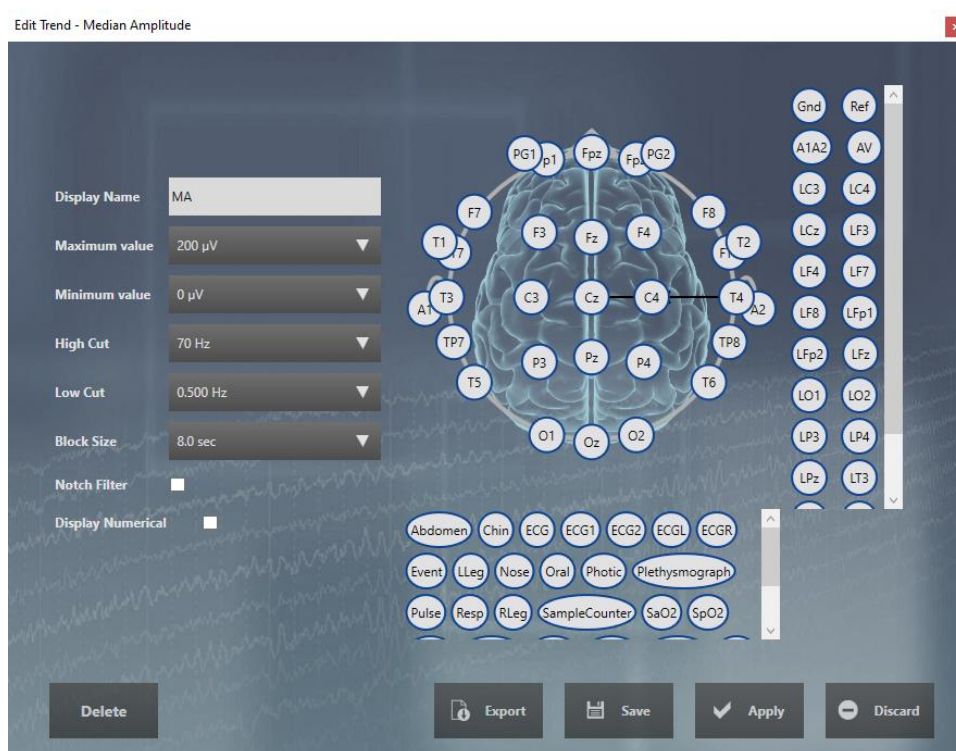 Edit Trend - Median Amplitude
Display Name MA
Maximum value 200 µV
Minimum value 0 µV
High Cut 70 Hz
Low Cut 0.500 Hz
Block Size 8.0 sec
Notch Filter
Display Numerical
PG1 p1 Fpz Fp PG2
F7 F3 Fz F4 F8
T1 T2
T3 C3 Cz C4 T4
A1 A2
TP7 P3 Pz P4 TP8
T5 T6
O1 Oz O2
Gnd Ref
A1A2 AV
LC3 LC4
LCz LF3
LF4 LF7
LF8 LFp1
LFp2 LFz
LO1 LO2
LP3 LP4
LPz LT3
Abdomen Chin ECG ECG1 ECG2 ECGL ECGR
Event LLeg Nose Oral Photic Plethysmograph
Pulse Resp RLeg SampleCounter SaO2 SpO2
Delete Export Save Apply Discard